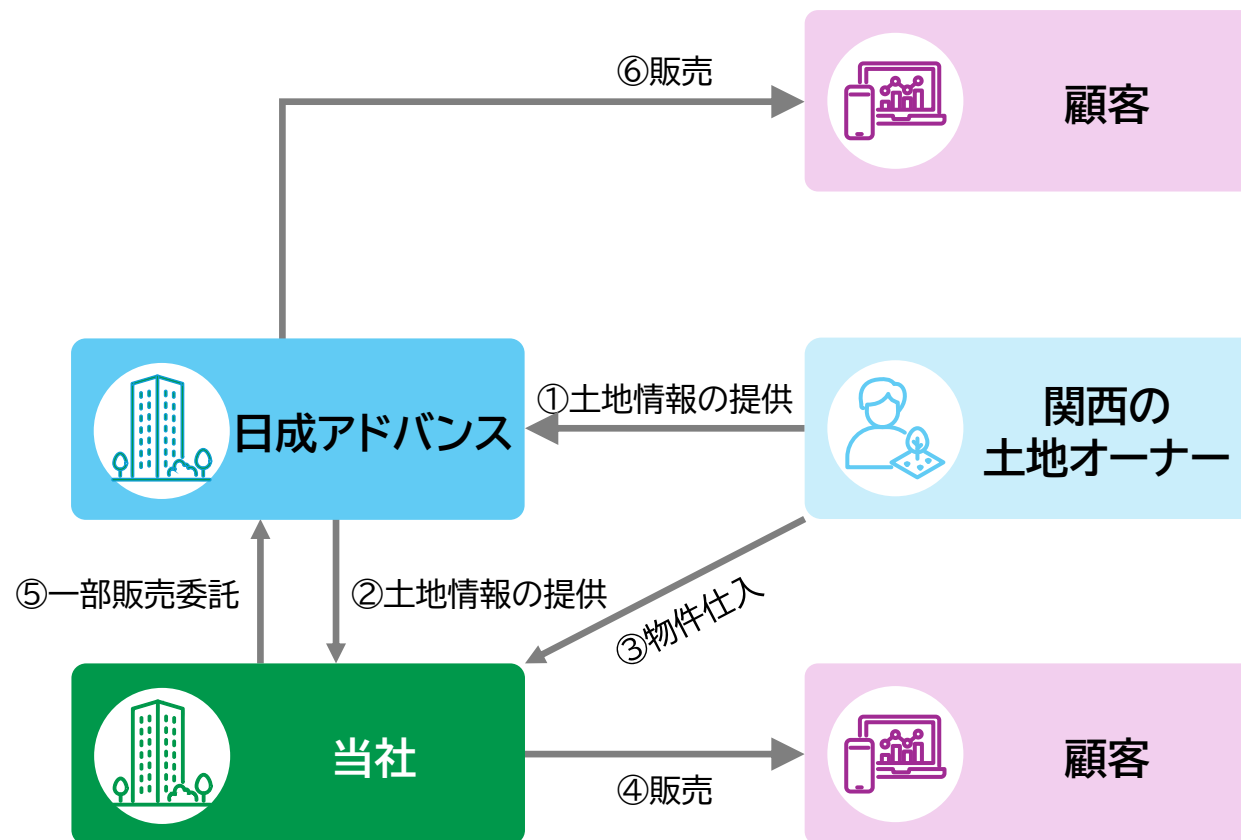 ⑥販売
顧客
日成アドバンス
①土地情報の提供
関西の
土地オーナー
⑤一部販売委託
②土地情報の提供
③物件仕入
当社
④販売
顧客